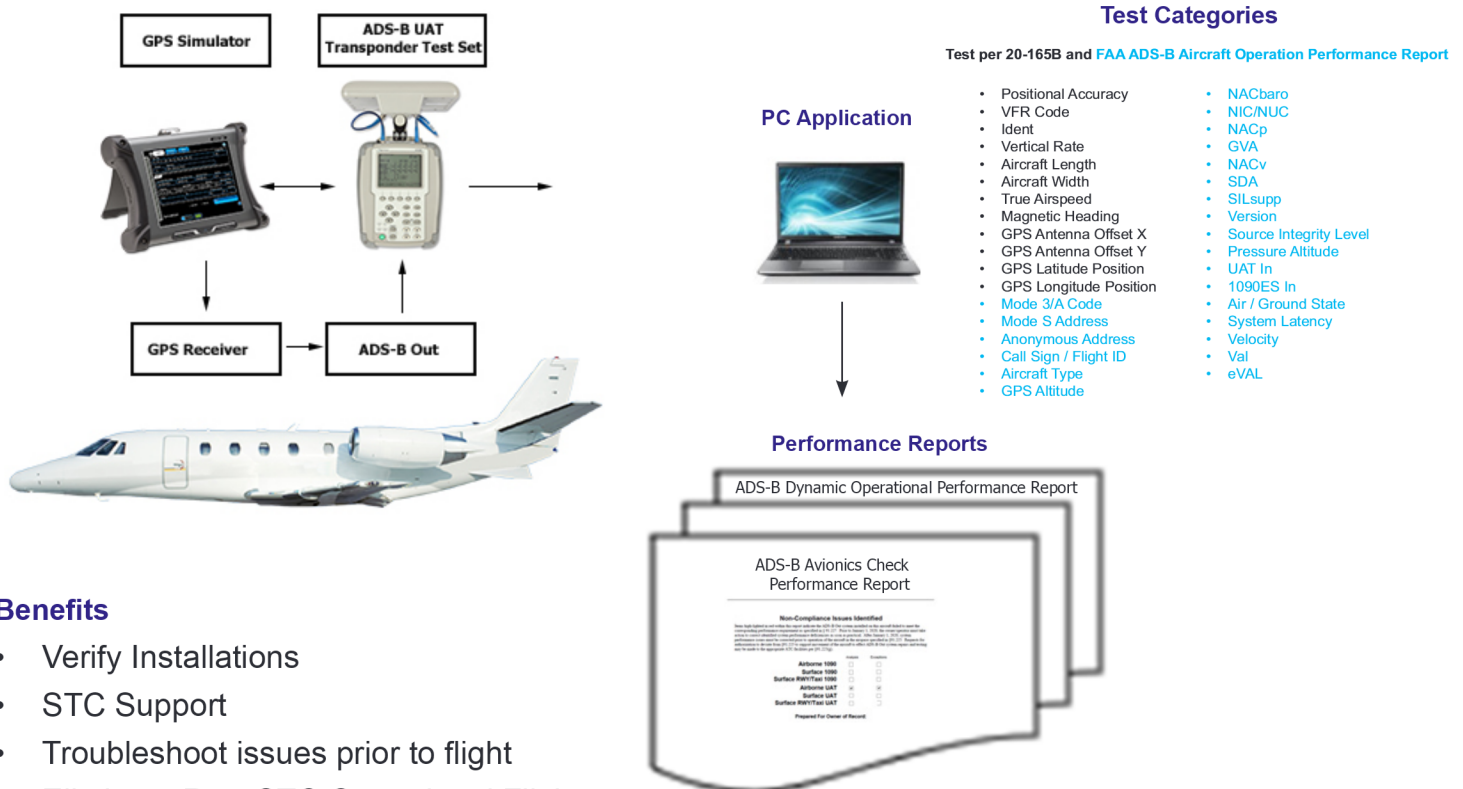 GPS Simulator
ADS-B UAT
Transponder Test Set
GPS Receiver
ADS-B Out
Benefits
• Verify Installations
• STC Support
• Troubleshoot issues prior to flight
PC Application
Performance Reports
ADS-B Dynamic Operational Performance Report
ADS-B Avionics Check
Performance Report
Non-Compliance Issues Identified
Airborne 1090
Surface 1090
Surface RWY/Taxi 1090
Airborne UAT
Surface UAT
Surface RWY/Taxi UAT
Prepared For Owner of Record
Test Categories
Test per 20-165B and FAA ADS-B Aircraft Operation Performance Report
• Positional Accuracy
• VFR Code
• Ident
• Vertical Rate
• Aircraft Length
• Aircraft Width
• True Airspeed
• Magnetic Heading
• GPS Antenna Offset X
• GPS Antenna Offset Y
• GPS Latitude Position
• GPS Longitude Position
• Mode 3/A Code
• Mode S Address
• Anonymous Address
• Call Sign / Flight ID
• Aircraft Type
• GPS Altitude
• NACbaro
• NIC/NUC
• NACp
• GVA
• NACv
• SDA
• SILsupp
• Version
• Source Integrity Level
• Pressure Altitude
• UAT In
• 1090ES In
• Air / Ground State
• System Latency
• Velocity
• Val
• eVAL